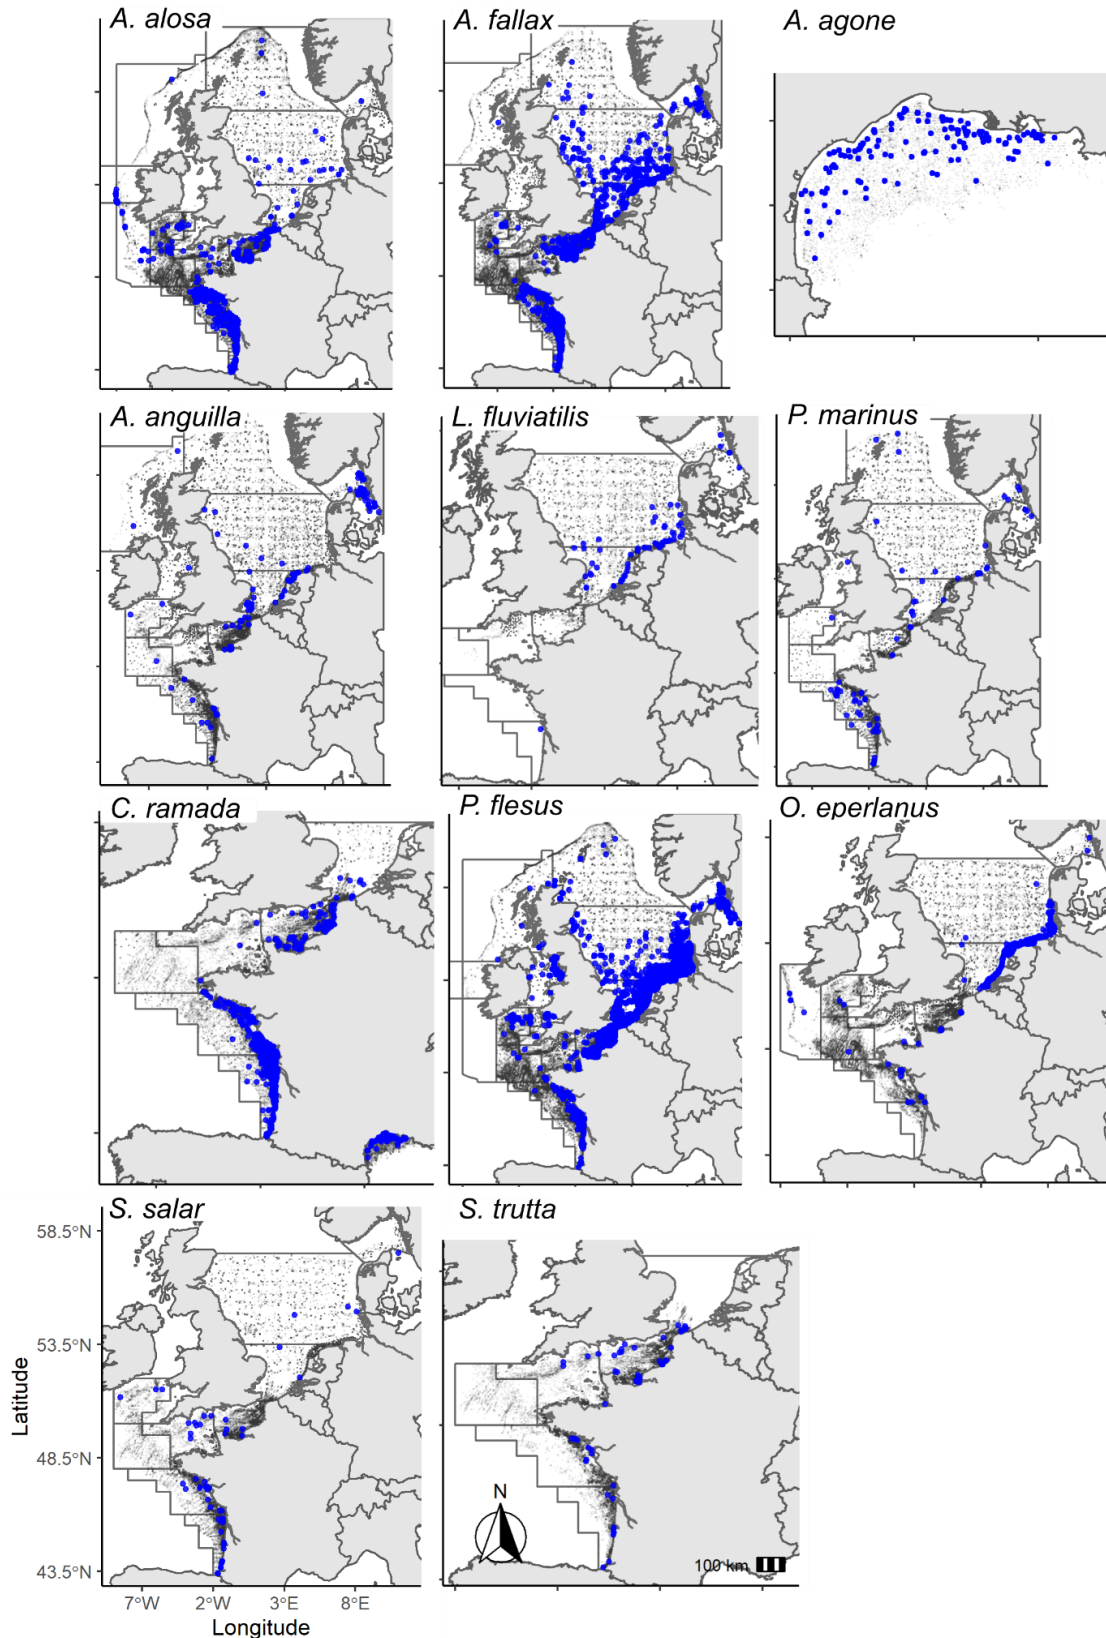 A. alosa
A. fallax
A. agone
A. anguilla
L. fluviatilis
P. marinus
C. ramada
P. flesus
O. eperlanus
S. salar
S. trutta
58.5°N
53.5°N
48.5°N
43.5°N
Latitude
7°W
2°W
3°E
8°E
Longitude
N
100 km